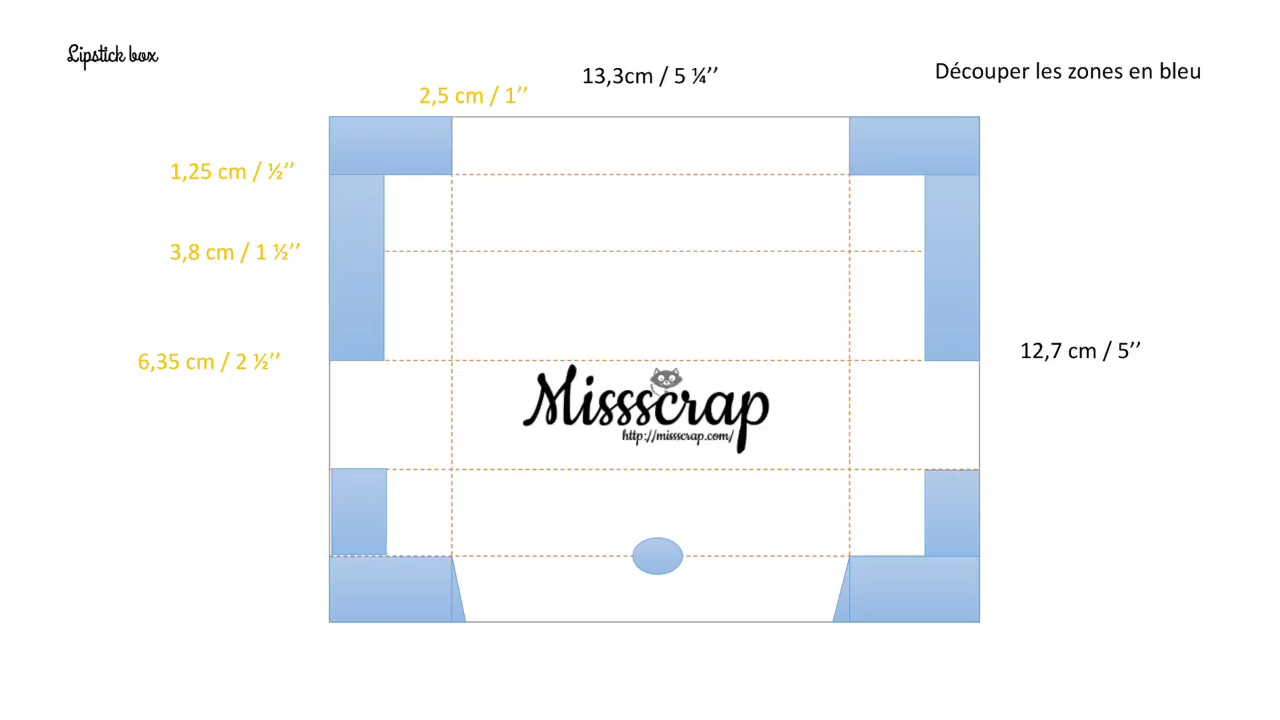 Lipstick box
13,3cm / 5 ¼’’
Découper les zones en bleu
2,5 cm / 1’’
1,25 cm / ½’’
3,8 cm / 1 ½’’
12,7 cm / 5’’
6,35 cm / 2 ½’’
Missscrap
http://missscrap.com/